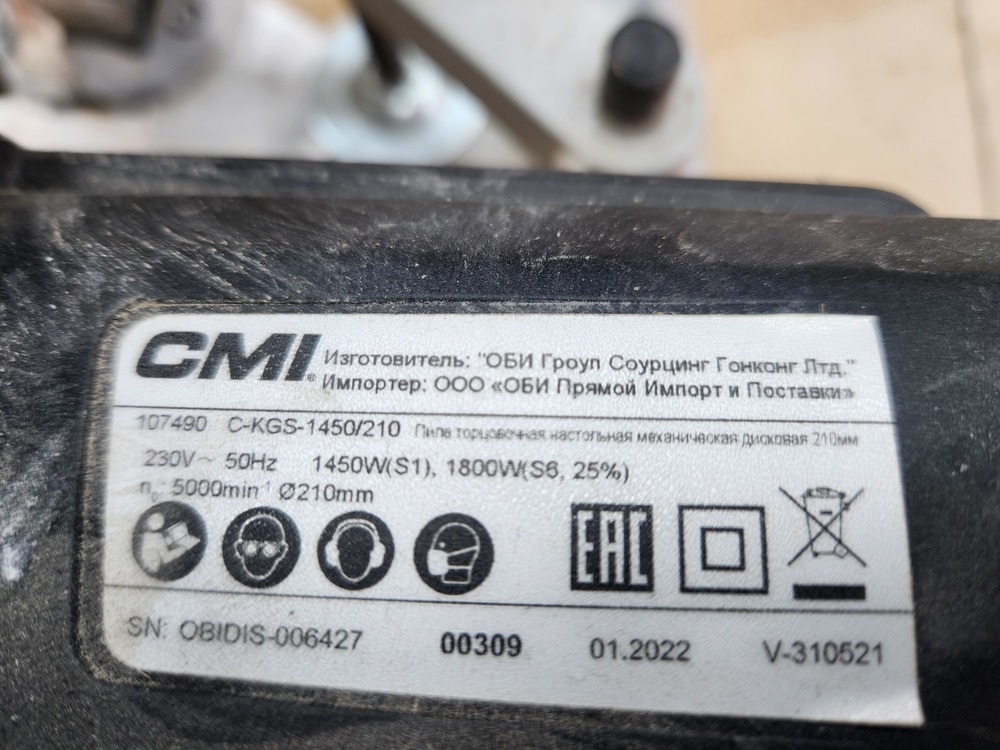 CMI® Изготовитель: "ОБИ Гроуп Соурцинг Гонконг Лтд."
Импортер: ООО «ОБИ Прямой Импорт и Поставки»
107490 C-KGS-1450/210 Пила торцовочная настольная механическая дисковая 210мм
230V~ 50Hz 1450W(S1), 1800W(S6, 25%)
n₀ 5000min⁻¹ Ø210mm
EAC
SN: OBIDIS-006427 00309 01.2022 V-310521